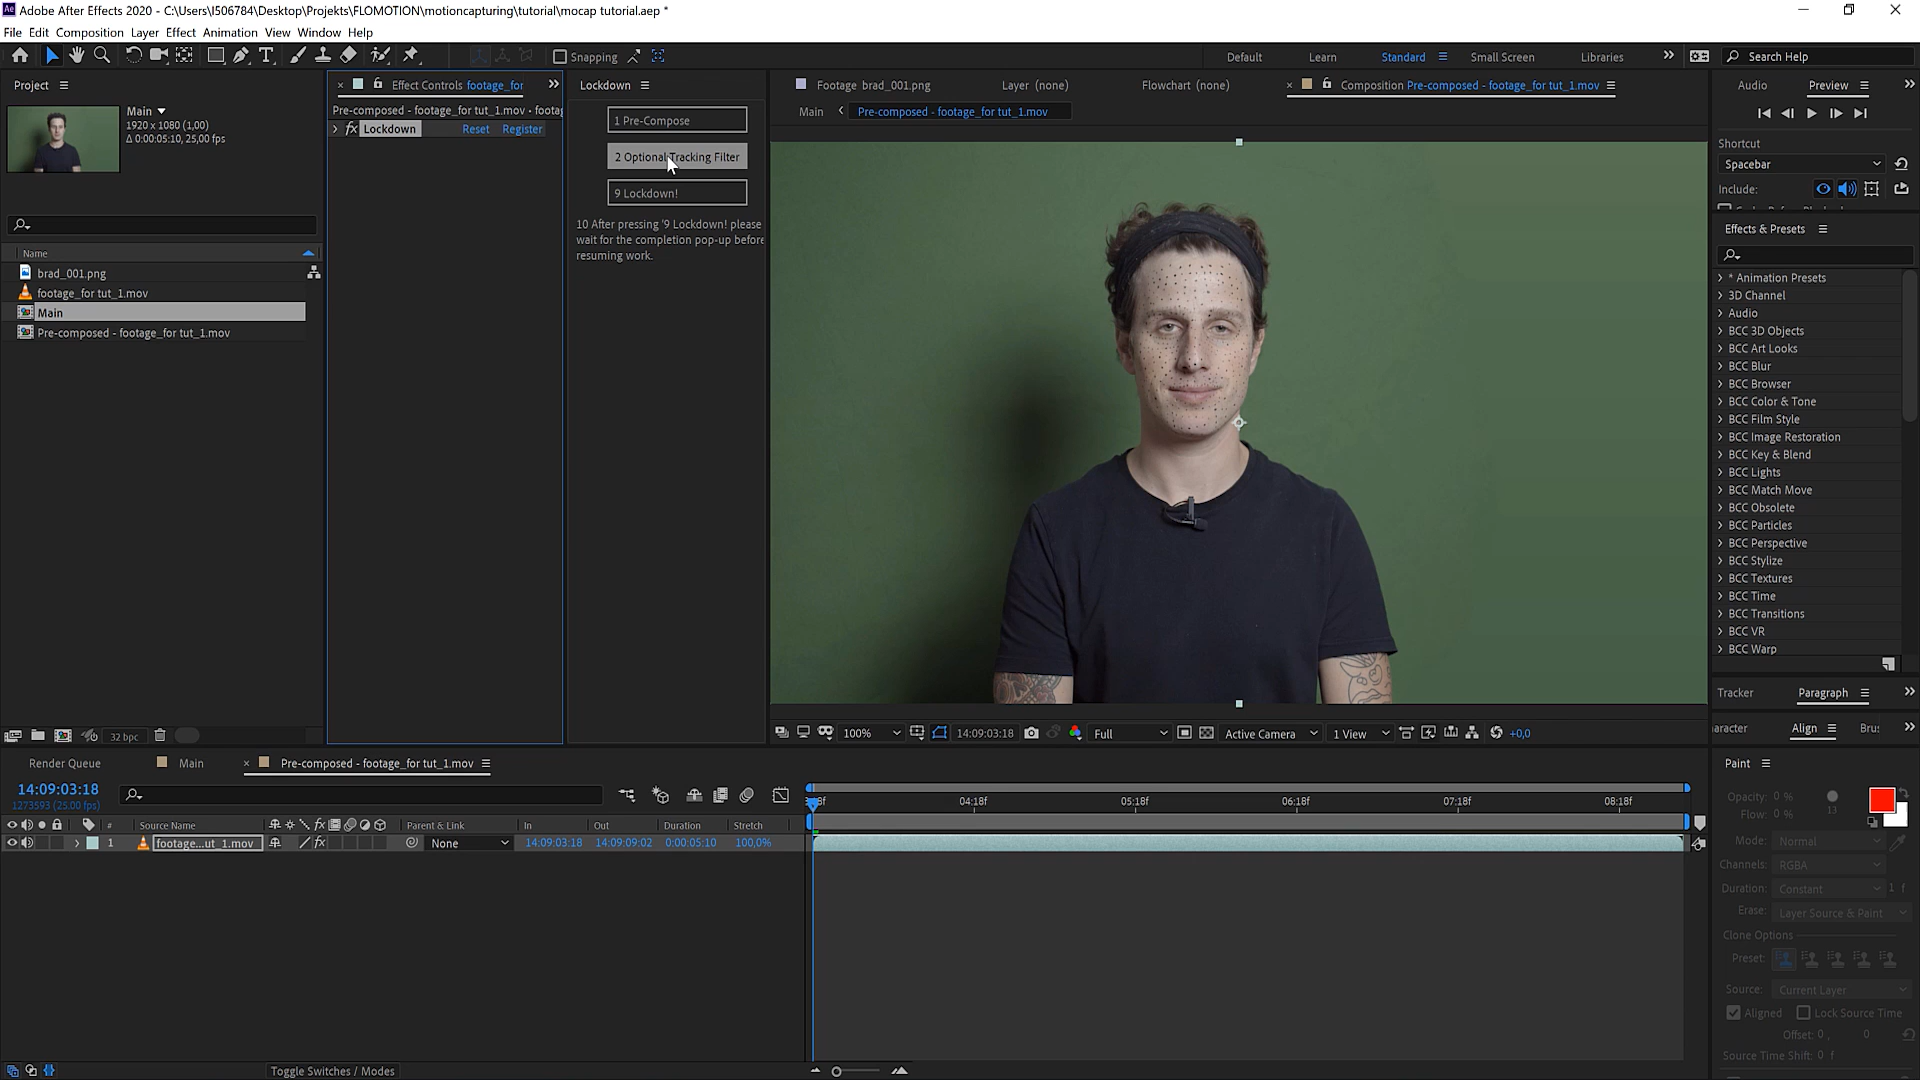 Adobe After Effects 2020 - C:\Users\I506784\Desktop\Projekts\FLOMOTION\motioncapturing\tutorial\mocap tutorial.aep *
File Edit Composition Layer Effect Animation View Window Help
Snapping
Default Learn Standard Small Screen Libraries
Search Help
Project
Effect Controls footage_for
Lockdown
Footage brad_001.png
Layer (none)
Flowchart (none)
Composition Pre-composed - footage_for tut_1.mov
Audio
Preview
Main
1920 x 1080 (1,00)
Δ 0:00:05:10, 25,00 fps
Pre-composed - footage_for tut_1.mov · footag
fx Lockdown Reset Register
1 Pre-Compose
2 Optional Tracking Filter
9 Lockdown!
10 After pressing '9 Lockdown! please
wait for the completion pop-up before
resuming work.
Main
Pre-composed - footage_for tut_1.mov
Shortcut
Spacebar
Include:
Effects & Presets
* Animation Presets
3D Channel
Audio
BCC 3D Objects
BCC Art Looks
BCC Blur
BCC Browser
BCC Color & Tone
BCC Film Style
BCC Image Restoration
BCC Key & Blend
BCC Lights
BCC Match Move
BCC Obsolete
BCC Particles
BCC Perspective
BCC Stylize
BCC Textures
BCC Time
BCC Transitions
BCC VR
BCC Warp
Name
brad_001.png
footage_for tut_1.mov
Main
Pre-composed - footage_for tut_1.mov
32 bpc
100%
14:09:03:18
Full
Active Camera
1 View
+0,0
Tracker
Paragraph
aracter
Align
Bru:
Render Queue
Main
Pre-composed - footage_for tut_1.mov
14:09:03:18
1273593 (25.00 fps)
# Source Name
Parent & Link
In
Out
Duration
Stretch
04:18f
05:18f
06:18f
07:18f
08:18f
1 footage...ut_1.mov
None
14:09:03:18
14:09:09:02
0:00:05:10
100,0%
Toggle Switches / Modes
Paint
Opacity: 0 %
Flow: 0 %
13
Mode: Normal
Channels: RGBA
Duration: Constant 1 f
Erase: Layer Source & Paint
Clone Options
Preset:
Source: Current Layer
Aligned
Lock Source Time
Offset: 0 , 0
Source Time Shift: 0 f